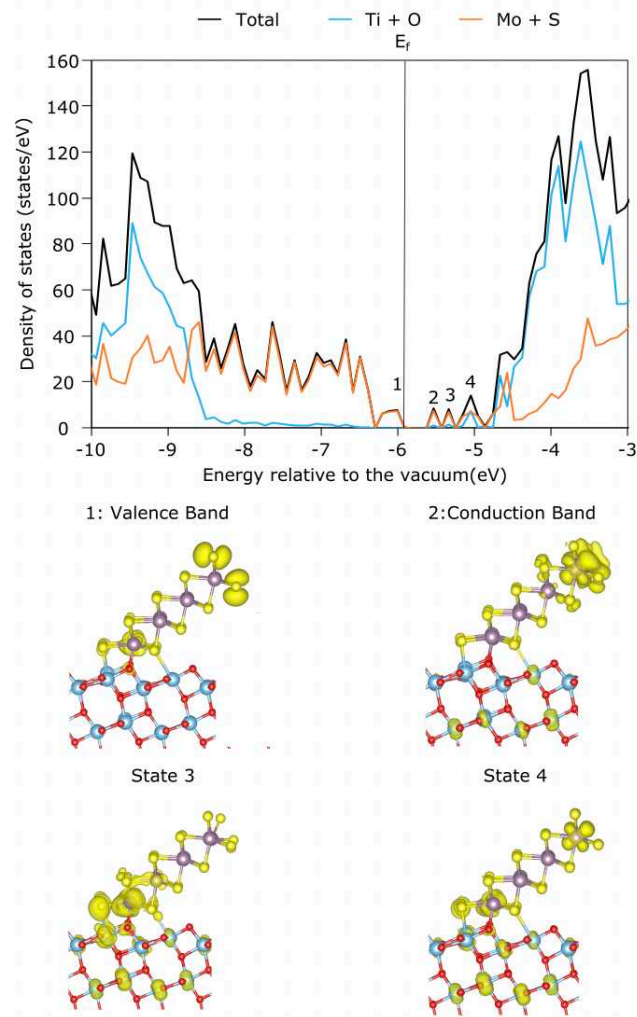 Total Ti + O Mo + S
E_f
160
140
120
100
80
60
40
20
0
Density of states (states/eV)
1 2 3 4
-10 -9 -8 -7 -6 -5 -4 -3
Energy relative to the vacuum(eV)
1: Valence Band 2:Conduction Band
State 3 State 4